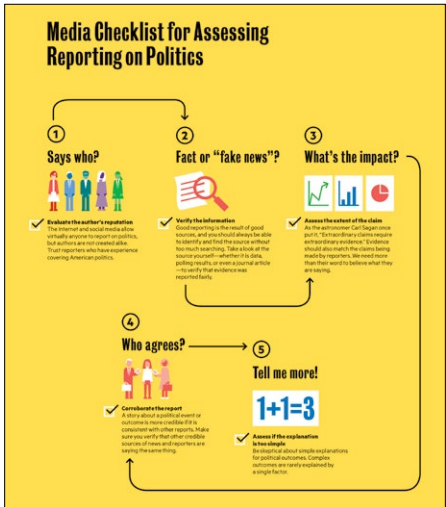 Media Checklist for Assessing
Reporting on Politics
1
Says who?
Evaluate the author's reputation
The internet and social media allow
virtually anyone to report on politics,
but authors are not created alike.
Trust reporters who have experience
covering American politics.
2
Fact or "fake news"?
Verify the information
Good reporting is the result of good
sources, and you should always be able
to identify and find the source without
too much searching. Take a look at the
source yourself—whether it is data,
polling results, or even a journal article
—to verify that evidence was
reported fairly.
3
What's the impact?
Assess the extent of the claim
As the astronomer Carl Sagan once
put it, "Extraordinary claims require
extraordinary evidence." Evidence
should also match the claims being
made by reporters. We need more
than their word to believe what they
are saying.
4
Who agrees?
Corroborate the report
A story about a political event or
outcome is more credible if it is
consistent with other reports. Make
sure you verify that other credible
sources of news and reporters are
saying the same thing.
5
Tell me more!
1+1=3
Assess if the explanation
is too simple
Be skeptical about simple explanations
for political outcomes. Complex
outcomes are rarely explained by
a single factor.